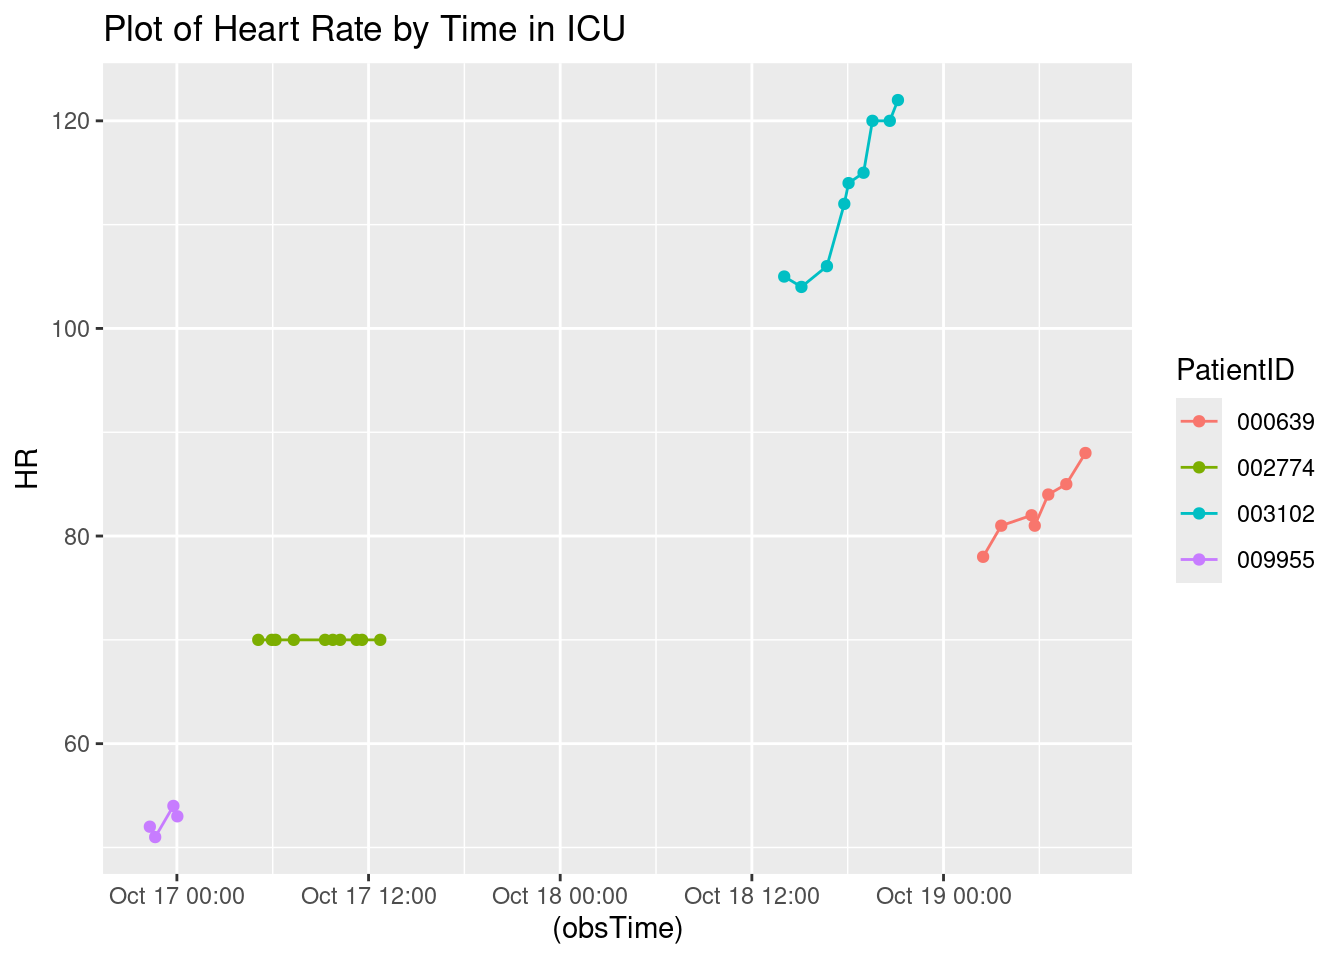 Plot of Heart Rate by Time in ICU
120
100
80
60
HR
Oct 17 00:00 Oct 17 12:00 Oct 18 00:00 Oct 18 12:00 Oct 19 00:00
(obsTime)
PatientID
000639
002774
003102
009955